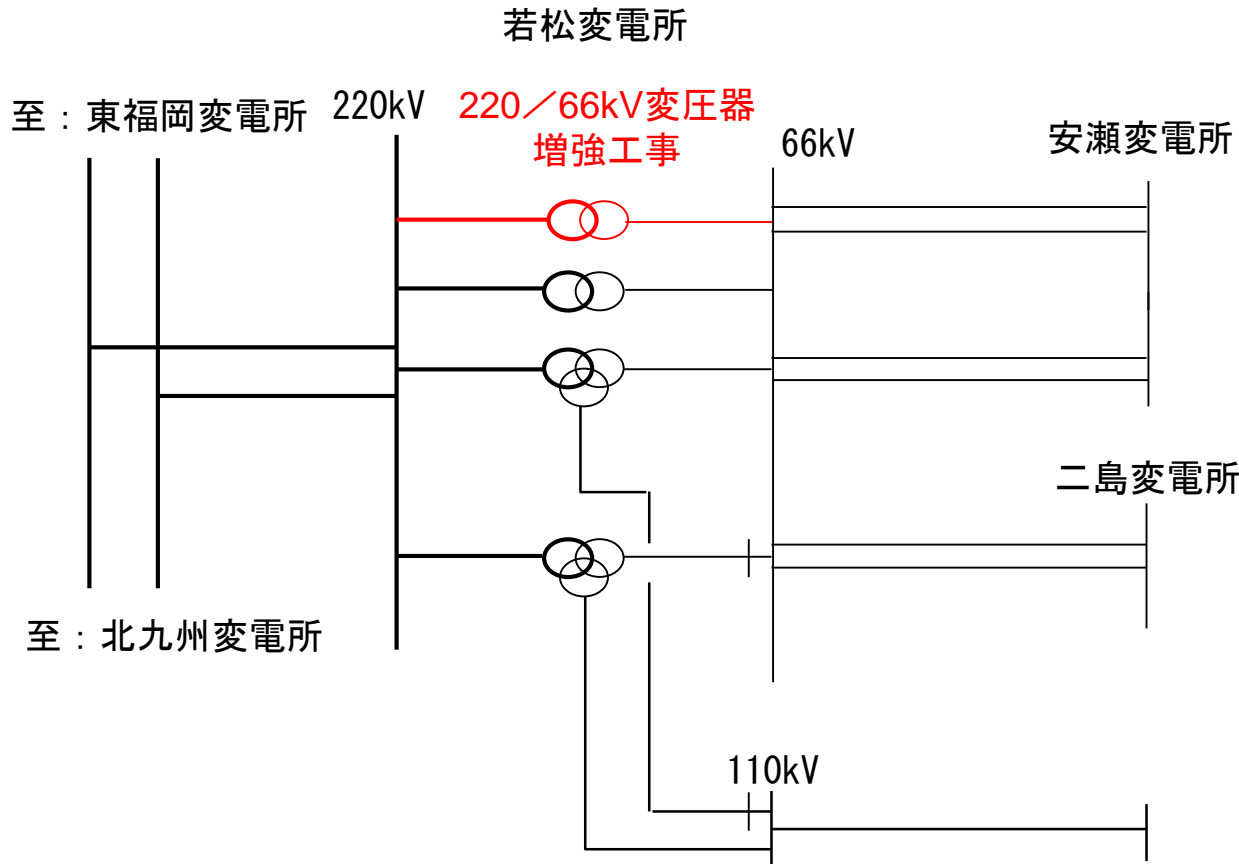 若松変電所
至：東福岡変電所
220kV
220／66kV変圧器
増強工事
66kV
安瀬変電所
二島変電所
至：北九州変電所
110kV